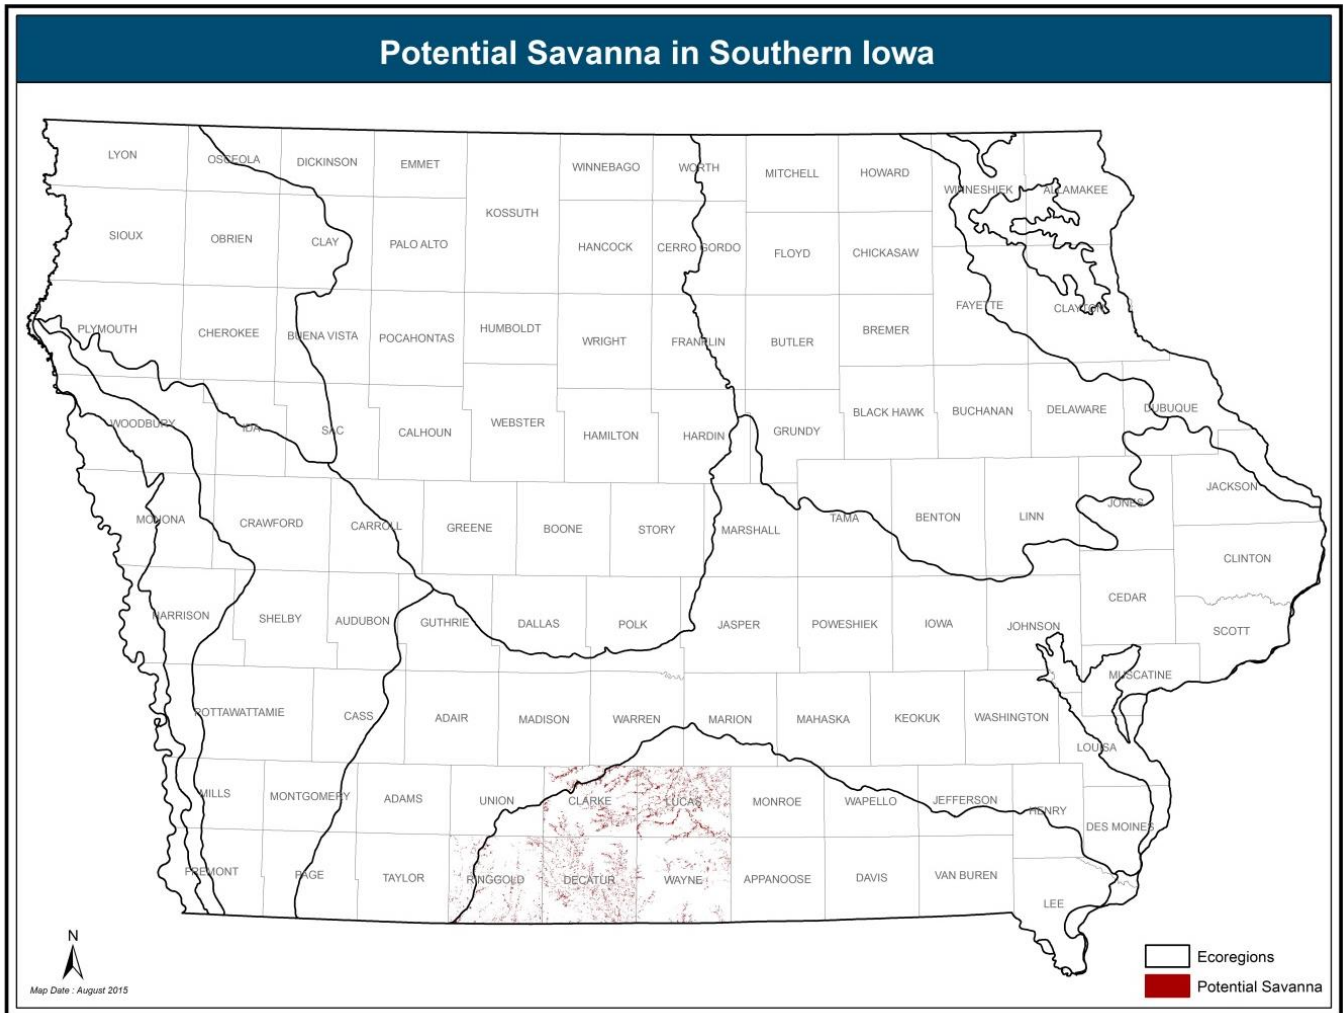 Potential Savanna in Southern Iowa
LYON
OSCEOLA
DICKINSON
EMMET
WINNEBAGO
WORTH
MITCHELL
HOWARD
WINNESHIEK
ALLAMAKEE
KOSSUTH
SIOUX
OBRIEN
CLAY
PALO ALTO
HANCOCK
CERRO GORDO
FLOYD
CHICKASAW
FAYETTE
CLAYTON
PLYMOUTH
CHEROKEE
BUENA VISTA
POCAHONTAS
HUMBOLDT
WRIGHT
FRANKLIN
BUTLER
BREMER
WOODBURY
IDA
SAC
CALHOUN
WEBSTER
HAMILTON
HARDIN
GRUNDY
BLACK HAWK
BUCHANAN
DELAWARE
DUBUQUE
MONONA
CRAWFORD
CARROLL
GREENE
BOONE
STORY
MARSHALL
TAMA
BENTON
LINN
JONES
JACKSON
CLINTON
HARRISON
SHELBY
AUDUBON
GUTHRIE
DALLAS
POLK
JASPER
POWESHIEK
IOWA
JOHNSON
CEDAR
SCOTT
MUSCATINE
POTTAWATTAMIE
CASS
ADAIR
MADISON
WARREN
MARION
MAHASKA
KEOKUK
WASHINGTON
LOUISA
MILLS
MONTGOMERY
ADAMS
UNION
CLARKE
LUCAS
MONROE
WAPELLO
JEFFERSON
HENRY
DES MOINES
FREMONT
PAGE
TAYLOR
RINGGOLD
DECATUR
WAYNE
APPANOOSE
DAVIS
VAN BUREN
LEE
N
Map Date : August 2015
Ecoregions
Potential Savanna